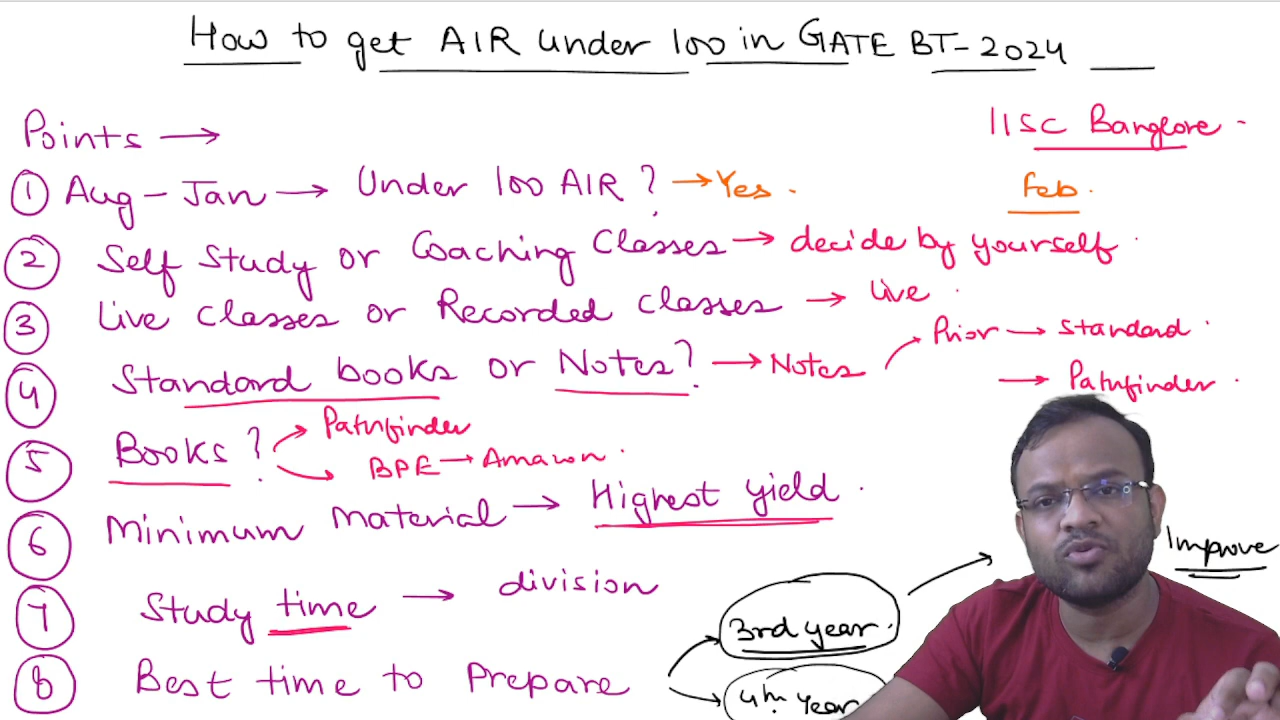 How to get AIR under 100 in GATE BT-2024
IISC Banglore.
Points →
① Aug - Jan → Under 100 AIR? → Yes.
Feb.
② Self Study or Coaching Classes → decide by yourself.
③ Live Classes or Recorded Classes → Live.
④ Standard books or Notes? → Notes
Prior → Standard.
→ Pathfinder.
⑤ Books?
Pathfinder
BPE → Amazon.
⑥ Minimum Material → Highest yield.
⑦ Study time → division
⑧ Best time to Prepare
3rd year.
4th year
Improve